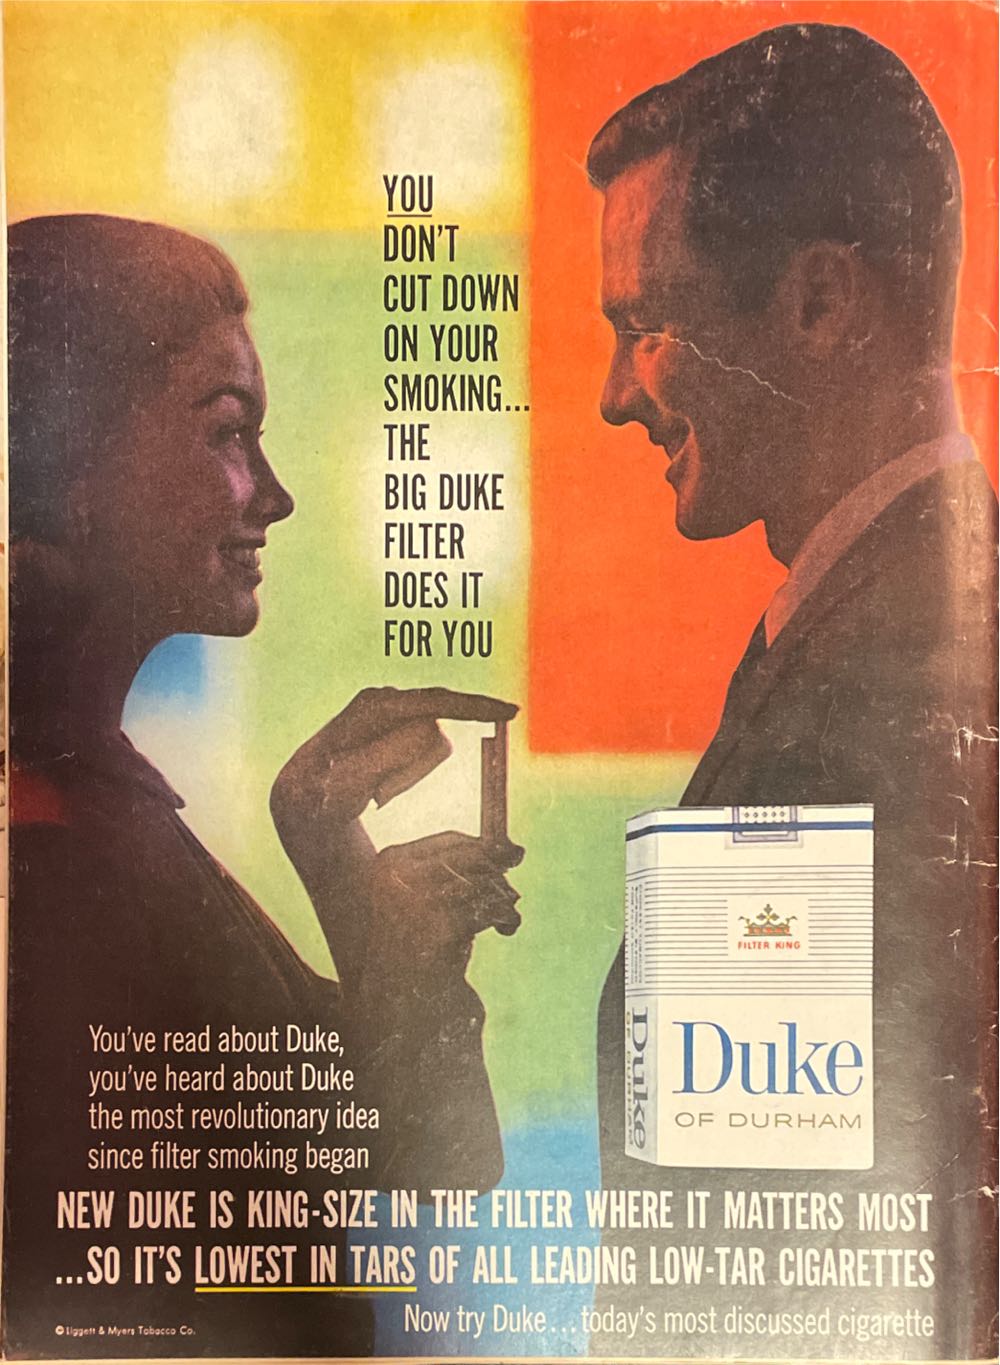 YOU
DON'T
CUT DOWN
ON YOUR
SMOKING...
THE
BIG DUKE
FILTER
DOES IT
FOR YOU
FILTER KING
Duke
OF DURHAM
Duke
OF DURHAM
You've read about Duke,
you've heard about Duke
the most revolutionary idea
since filter smoking began
NEW DUKE IS KING-SIZE IN THE FILTER WHERE IT MATTERS MOST
...SO IT'S LOWEST IN TARS OF ALL LEADING LOW-TAR CIGARETTES
Now try Duke...today's most discussed cigarette
© Liggett & Myers Tobacco Co.